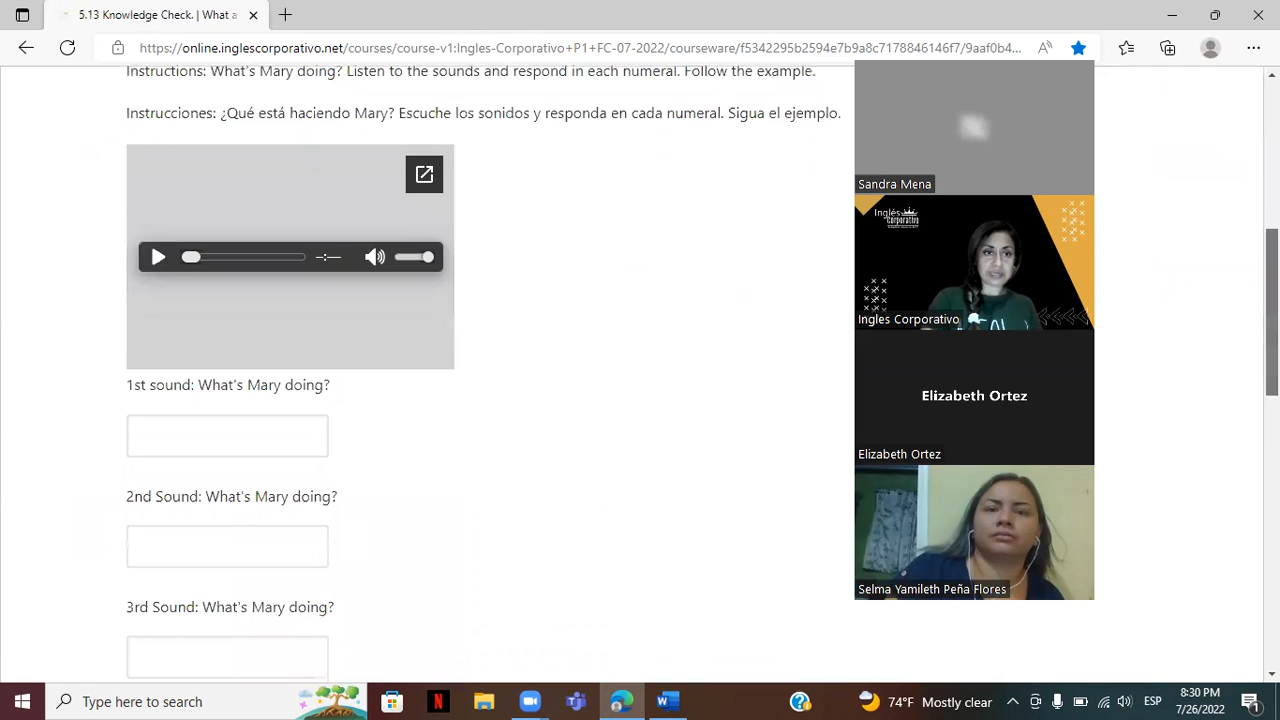 5.13 Knowledge Check. | What a
https://online.inglescorporativo.net/courses/course-v1:Ingles-Corporativo+P1+FC-07-2022/courseware/f5342295b2594e7b9a8c7178846146f7/9aaf0b4...
Instructions: What's Mary doing? Listen to the sounds and respond in each numeral. Follow the example.
Instrucciones: ¿Qué está haciendo Mary? Escuche los sonidos y responda en cada numeral. Siga el ejemplo.
-:--
1st sound: What's Mary doing?
2nd Sound: What's Mary doing?
3rd Sound: What's Mary doing?
Sandra Mena
Inglés
Corporativo
Ingles Corporativo
Elizabeth Ortez
Elizabeth Ortez
Selma Yamileth Peña Flores
Type here to search
74°F Mostly clear
ESP
8:30 PM
7/26/2022
1